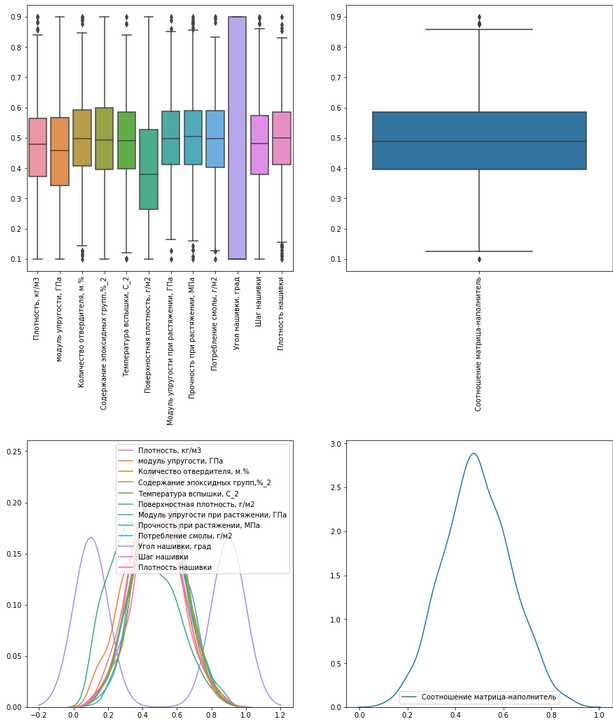 0.9
0.8
0.7
0.6
0.5
0.4
0.3
0.2
0.1
Плотность, кг/м3
модуль упругости, ГПа
Количество отвердителя, м.%
Содержание эпоксидных групп,%_2
Температура вспышки, С_2
Поверхностная плотность, г/м2
Модуль упругости при растяжении, ГПа
Прочность при растяжении, МПа
Потребление смолы, г/м2
Угол нашивки, град
Шаг нашивки
Плотность нашивки
0.9
0.8
0.7
0.6
0.5
0.4
0.3
0.2
0.1
Соотношение матрица-наполнитель
0.25
0.20
0.15
0.10
0.05
0.00
Плотность, кг/м3
модуль упругости, ГПа
Количество отвердителя, м.%
Содержание эпоксидных групп,%_2
Температура вспышки, С_2
Поверхностная плотность, г/м2
Модуль упругости при растяжении, ГПа
Прочность при растяжении, МПа
Потребление смолы, г/м2
Угол нашивки, град
Шаг нашивки
Плотность нашивки
−0.2 0.0 0.2 0.4 0.6 0.8 1.0 1.2
3.0
2.5
2.0
1.5
1.0
0.5
0.0
Соотношение матрица-наполнитель
0.0 0.2 0.4 0.6 0.8 1.0